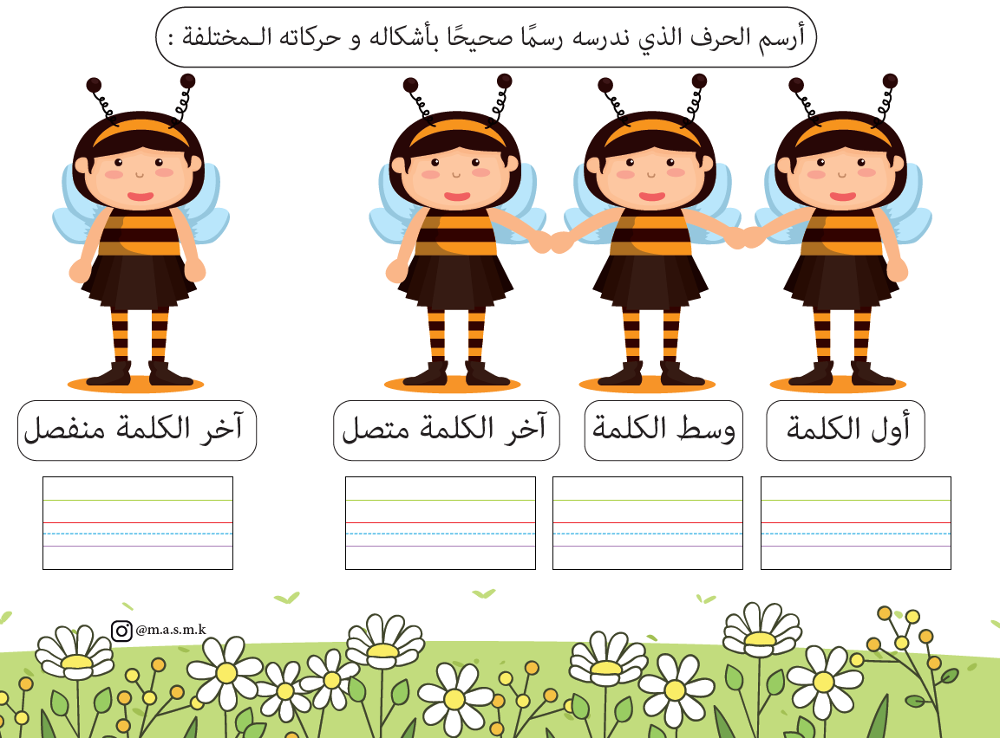 أرسم الحرف الذي ندرسه رسمًا صحيحًا بأشكاله و حركاته الـمختلفة :
أول الكلمة
وسط الكلمة
آخر الكلمة متصل
آخر الكلمة منفصل
@m.a.s.m.k